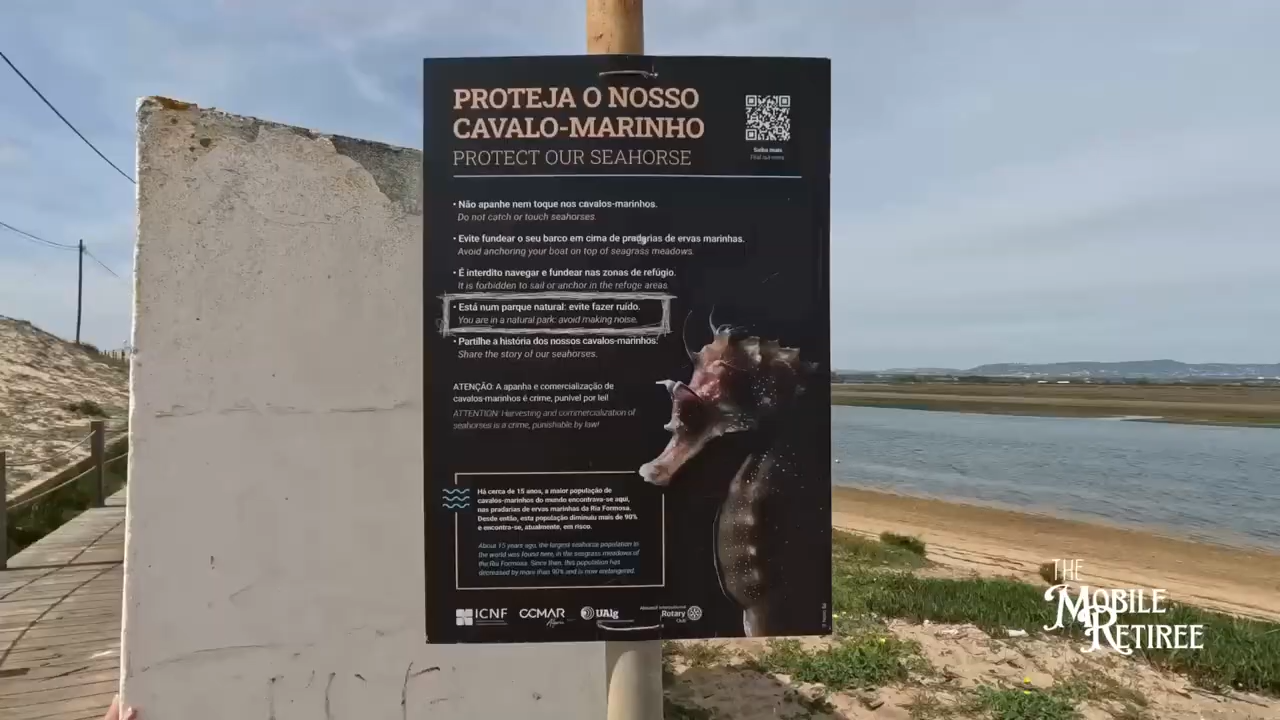 PROTEJA O NOSSO
CAVALO-MARINHO
PROTECT OUR SEAHORSE
Saiba mais
Find out more
• Não apanhe nem toque nos cavalos-marinhos.
Do not catch or touch seahorses.
• Evite fundear o seu barco em cima de pradarias de ervas marinhas.
Avoid anchoring your boat on top of seagrass meadows.
• É interdito navegar e fundear nas zonas de refúgio.
It is forbidden to sail or anchor in the refuge areas
• Está num parque natural: evite fazer ruído.
You are in a natural park: avoid making noise.
• Partilhe a história dos nossos cavalos-marinhos.
Share the story of our seahorses.
ATENÇÃO: A apanha e comercialização de
cavalos-marinhos é crime, punível por lei!
ATTENTION: Harvesting and commercialization of
seahorses is a crime, punishable by law!
Há cerca de 15 anos, a maior população de
cavalos-marinhos do mundo encontrava-se aqui,
nas pradarias de ervas marinhas da Ria Formosa.
Desde então, esta população diminuiu mais de 90%
e encontra-se, atualmente, em risco.
About 15 years ago, the largest seahorse population in
the world was found here, in the seagrass meadows of
the Ria Formosa. Since then, this population has
decreased by more than 90% and is now endangered.
ICNF
CCMAR
Algarve
UAlg
Almancil International
Rotary
Club
THE
MOBILE
RETIREE